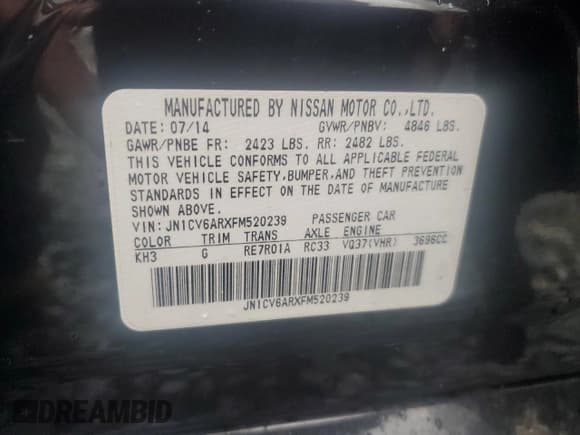 MANUFACTURED BY NISSAN MOTOR CO.,LTD.
DATE: 07/14 GVWR/PNBV: 4846 LBS.
GAWR/PNBE FR: 2423 LBS. RR: 2482 LBS.
THIS VEHICLE CONFORMS TO ALL APPLICABLE FEDERAL
MOTOR VEHICLE SAFETY,BUMPER,AND THEFT PREVENTION
STANDARDS IN EFFECT ON THE DATE OF MANUFACTURE
SHOWN ABOVE.
VIN:JN1CV6ARXFM520239 PASSENGER CAR
COLOR TRIM TRANS AXLE ENGINE
KH3 G RE7R01A RC33 VQ37(VHR) 3696CC
JN1CV6ARXFM520239
DREAMBID